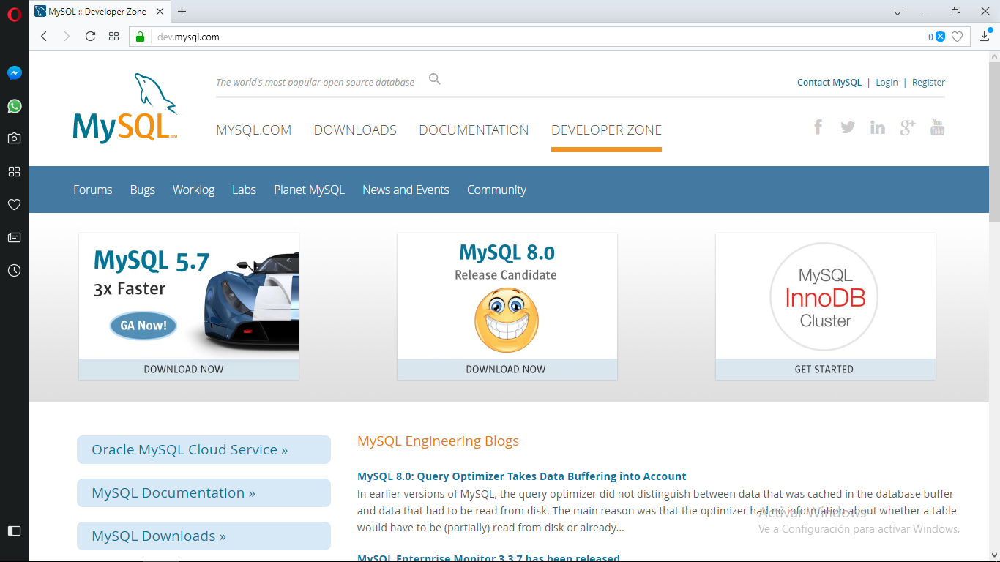 MySQL :: Developer Zone
dev.mysql.com
0
The world's most popular open source database
Contact MySQL | Login | Register
MySQL™
MYSQL.COM DOWNLOADS DOCUMENTATION DEVELOPER ZONE
You Tube
Forums Bugs Worklog Labs Planet MySQL News and Events Community
MySQL 5.7
3x Faster
GA Now!
DOWNLOAD NOW
MySQL 8.0
Release Candidate
DOWNLOAD NOW
MySQL
InnoDB
Cluster
GET STARTED
Oracle MySQL Cloud Service »
MySQL Documentation »
MySQL Downloads »
MySQL Engineering Blogs
MySQL 8.0: Query Optimizer Takes Data Buffering into Account
In earlier versions of MySQL, the query optimizer did not distinguish between data that was cached in the database buffer
and data that had to be read from disk. The main reason was that the optimizer had no information about whether a table
would have to be (partially) read from disk or already...
MySQL Enterprise Monitor 3.3.7 has been released
Activar Windows
Ve a Configuración para activar Windows.